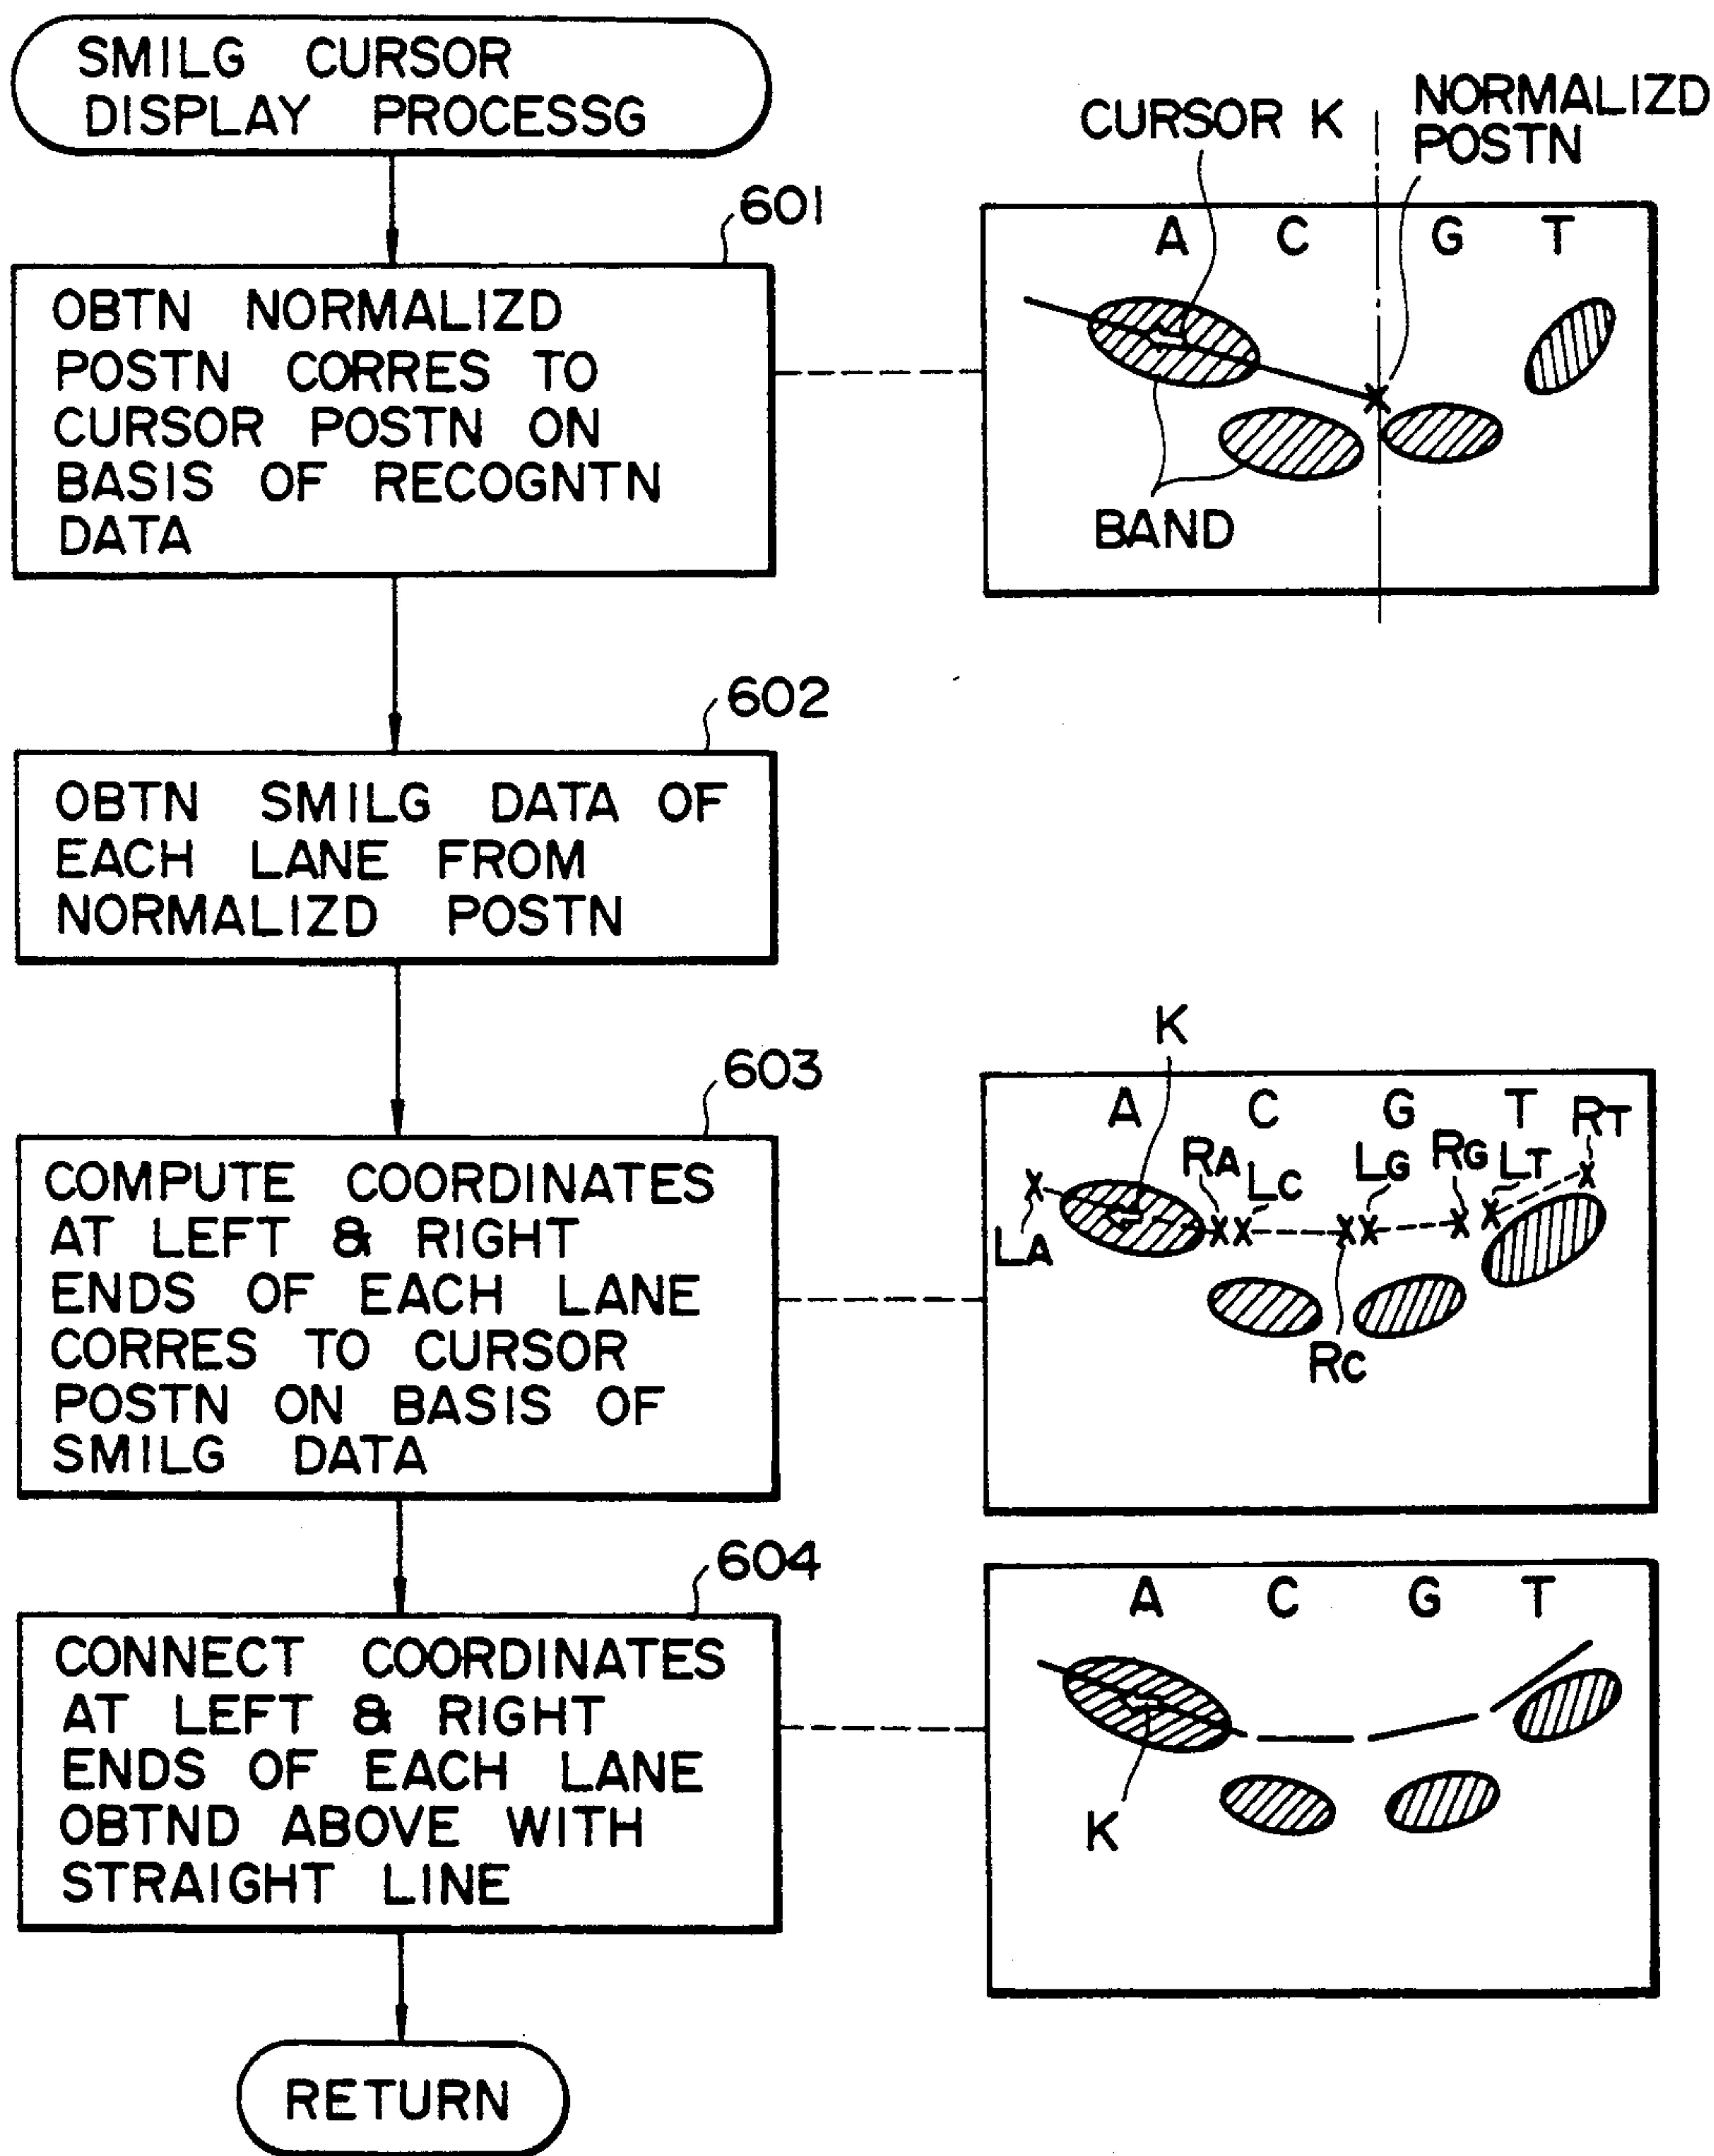 SMILG CURSOR
DISPLAY PROCESSG
601
OBTN NORMALIZD
POSTN CORRES TO
CURSOR POSTN ON
BASIS OF RECOGNTN
DATA
CURSOR K
NORMALIZD
POSTN
A C G T
BAND
602
OBTN SMILG DATA OF
EACH LANE FROM
NORMALIZD POSTN
603
COMPUTE COORDINATES
AT LEFT & RIGHT
ENDS OF EACH LANE
CORRES TO CURSOR
POSTN ON BASIS OF
SMILG DATA
K
A C G T
RA LC LG RG LT RT
LA
RC
604
CONNECT COORDINATES
AT LEFT & RIGHT
ENDS OF EACH LANE
OBTND ABOVE WITH
STRAIGHT LINE
A C G T
K
RETURN